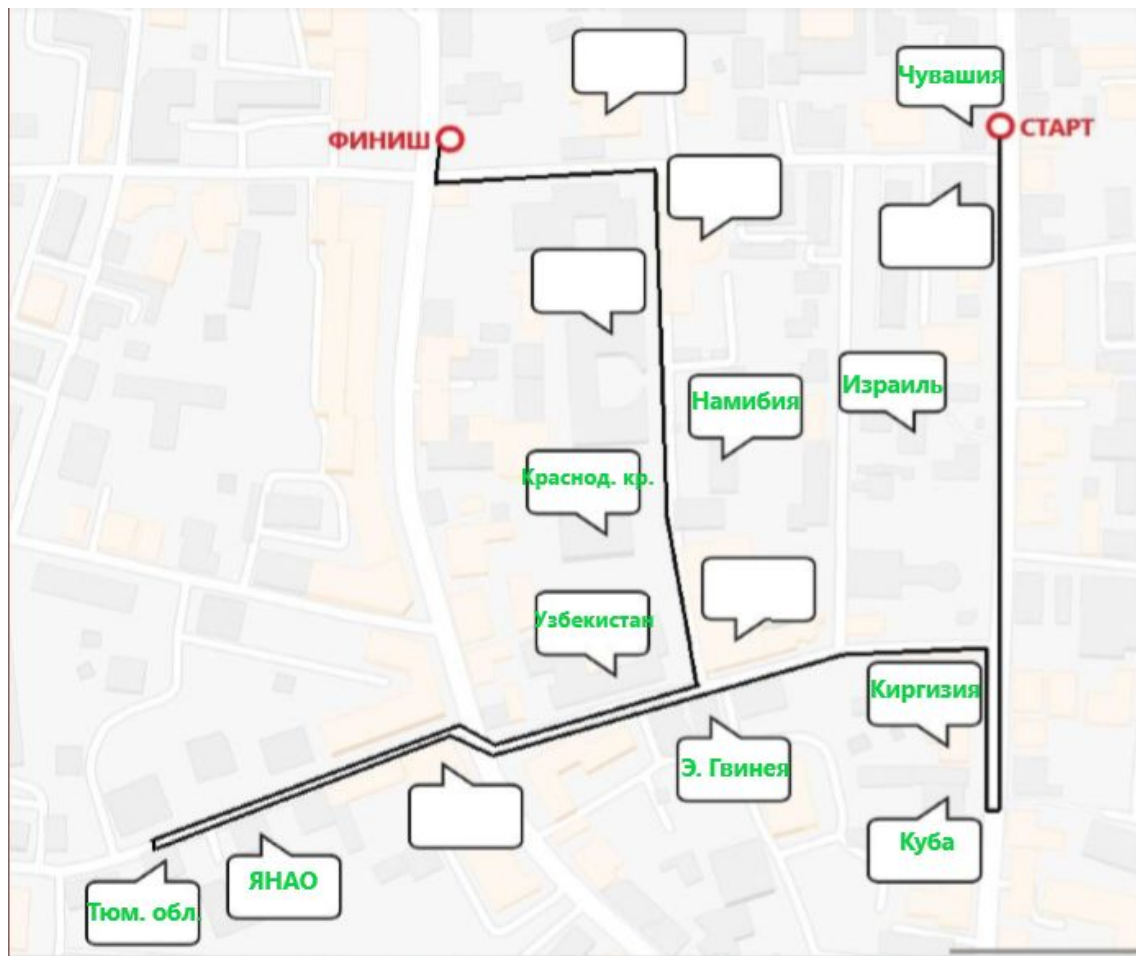 Чувашия
ФИНИШ
СТАРТ
Израиль
Намибия
Краснод. кр.
Узбекистан
Киргизия
Э. Гвинея
Куба
ЯНАО
Тюм. обл.